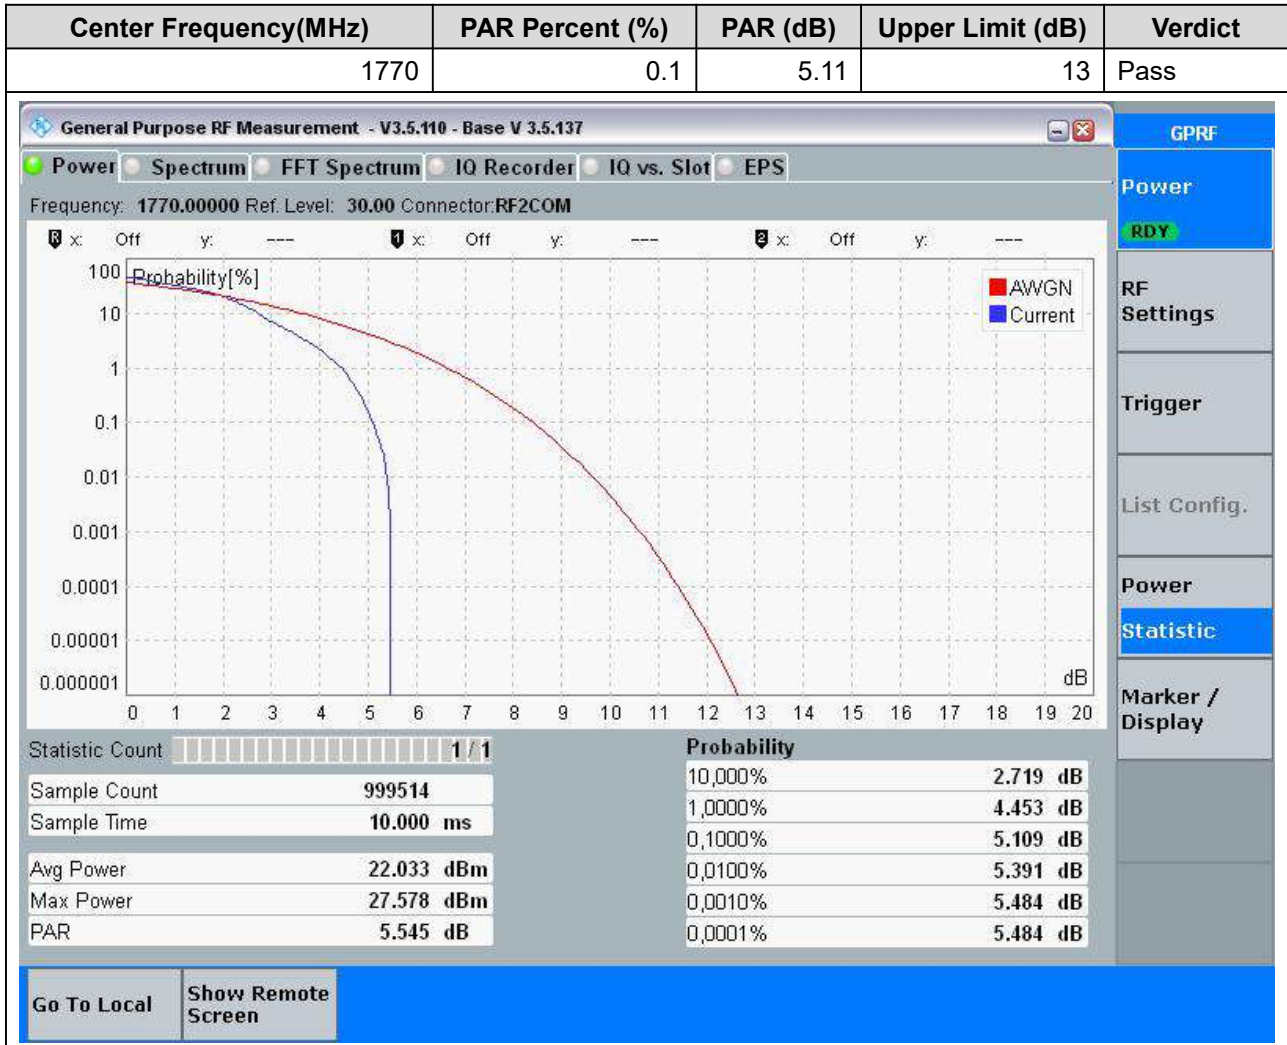 Center Frequency(MHz) PAR Percent (%) PAR (dB) Upper Limit (dB) Verdict
1770 0.1 5.11 13 Pass
General Purpose RF Measurement - V3.5.110 - Base V 3.5.137
GPRF
Power Spectrum FFT Spectrum IQ Recorder IQ vs. Slot EPS
Frequency: 1770.00000 Ref. Level: 30.00 Connector:RF2COM
R x: Off y: --- 1 x: Off y: --- 2 x: Off y: ---
Probability[%]
AWGN
Current
100
10
1
0.1
0.01
0.001
0.0001
0.00001
0.000001
dB
0 1 2 3 4 5 6 7 8 9 10 11 12 13 14 15 16 17 18 19 20
Statistic Count 1 / 1
Sample Count 999514
Sample Time 10.000 ms
Avg Power 22.033 dBm
Max Power 27.578 dBm
PAR 5.545 dB
Probability
10,000% 2.719 dB
1,0000% 4.453 dB
0,1000% 5.109 dB
0,0100% 5.391 dB
0,0010% 5.484 dB
0,0001% 5.484 dB
Power
RDY
RF
Settings
Trigger
List Config.
Power
Statistic
Marker /
Display
Go To Local
Show Remote
Screen